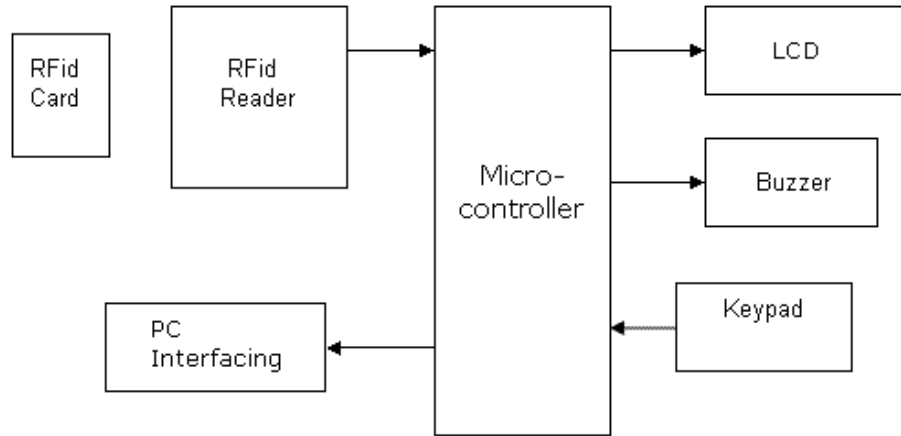 RFid
Card
RFid
Reader
Micro-
controller
LCD
Buzzer
Keypad
PC
Interfacing